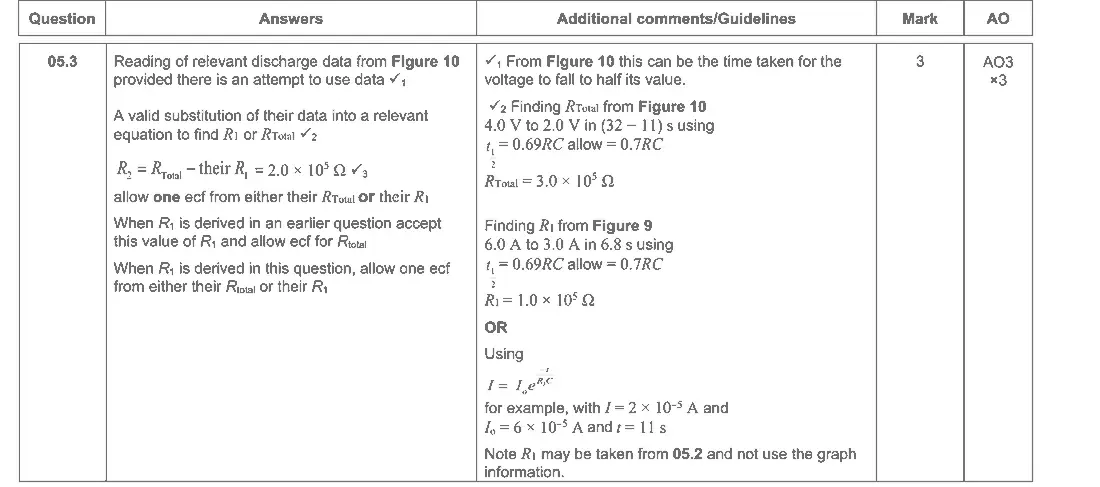 Question Answers Additional comments/Guidelines Mark AO
05.3
Reading of relevant discharge data from Figure 10
provided there is an attempt to use data ✓1
A valid substitution of their data into a relevant
equation to find R1 or RTotal ✓2
R2 = RTotal – their R1 = 2.0 × 10⁵ Ω ✓3
allow one ecf from either their RTotal or their R1
When R1 is derived in an earlier question accept
this value of R1 and allow ecf for Rtotal
When R1 is derived in this question, allow one ecf
from either their Rtotal or their R1
✓1 From Figure 10 this can be the time taken for the
voltage to fall to half its value.
✓2 Finding RTotal from Figure 10
4.0 V to 2.0 V in (32 – 11) s using
t1/2 = 0.69RC allow = 0.7RC
RTotal = 3.0 × 10⁵ Ω
Finding R1 from Figure 9
6.0 A to 3.0 A in 6.8 s using
t1/2 = 0.69RC allow = 0.7RC
R1 = 1.0 × 10⁵ Ω
OR
Using
I = Ioe^(-t/R1C)
for example, with I = 2 × 10⁻⁵ A and
Io = 6 × 10⁻⁵ A and t = 11 s
Note R1 may be taken from 05.2 and not use the graph
information.
3
AO3
×3